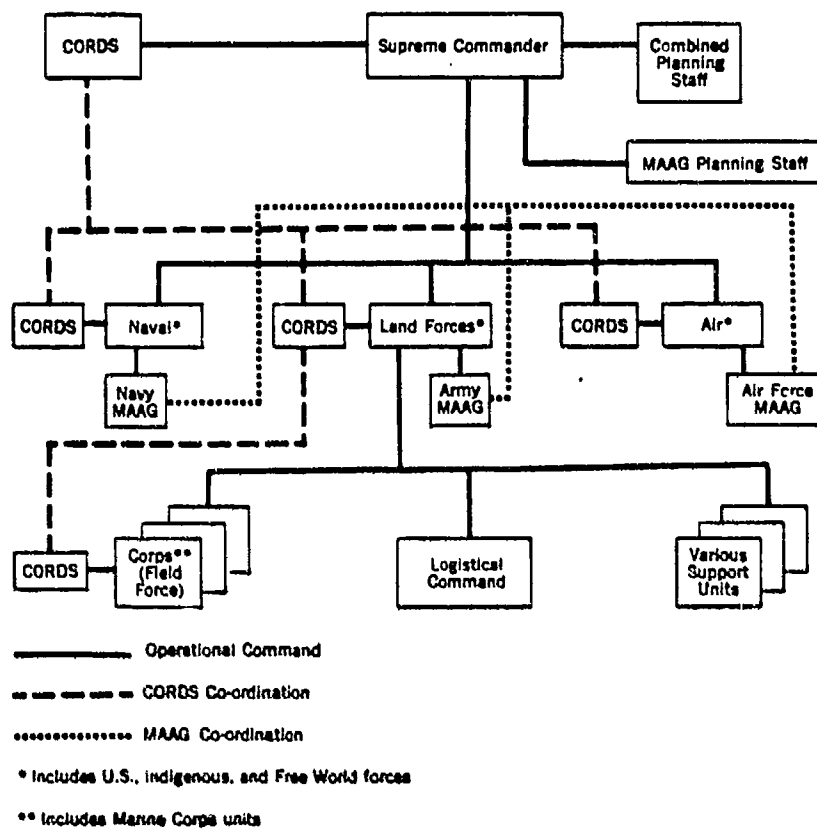 CORDS
Supreme Commander
Combined
Planning
Staff
MAAG Planning Staff
CORDS
Naval*
CORDS
Land Forces*
CORDS
Air*
Navy
MAAG
Army
MAAG
Air Force
MAAG
CORDS
Corps**
(Field
Force)
Logistical
Command
Various
Support
Units
Operational Command
CORDS Co-ordination
MAAG Co-ordination
* Includes U.S., indigenous, and Free World forces
** Includes Marine Corps units